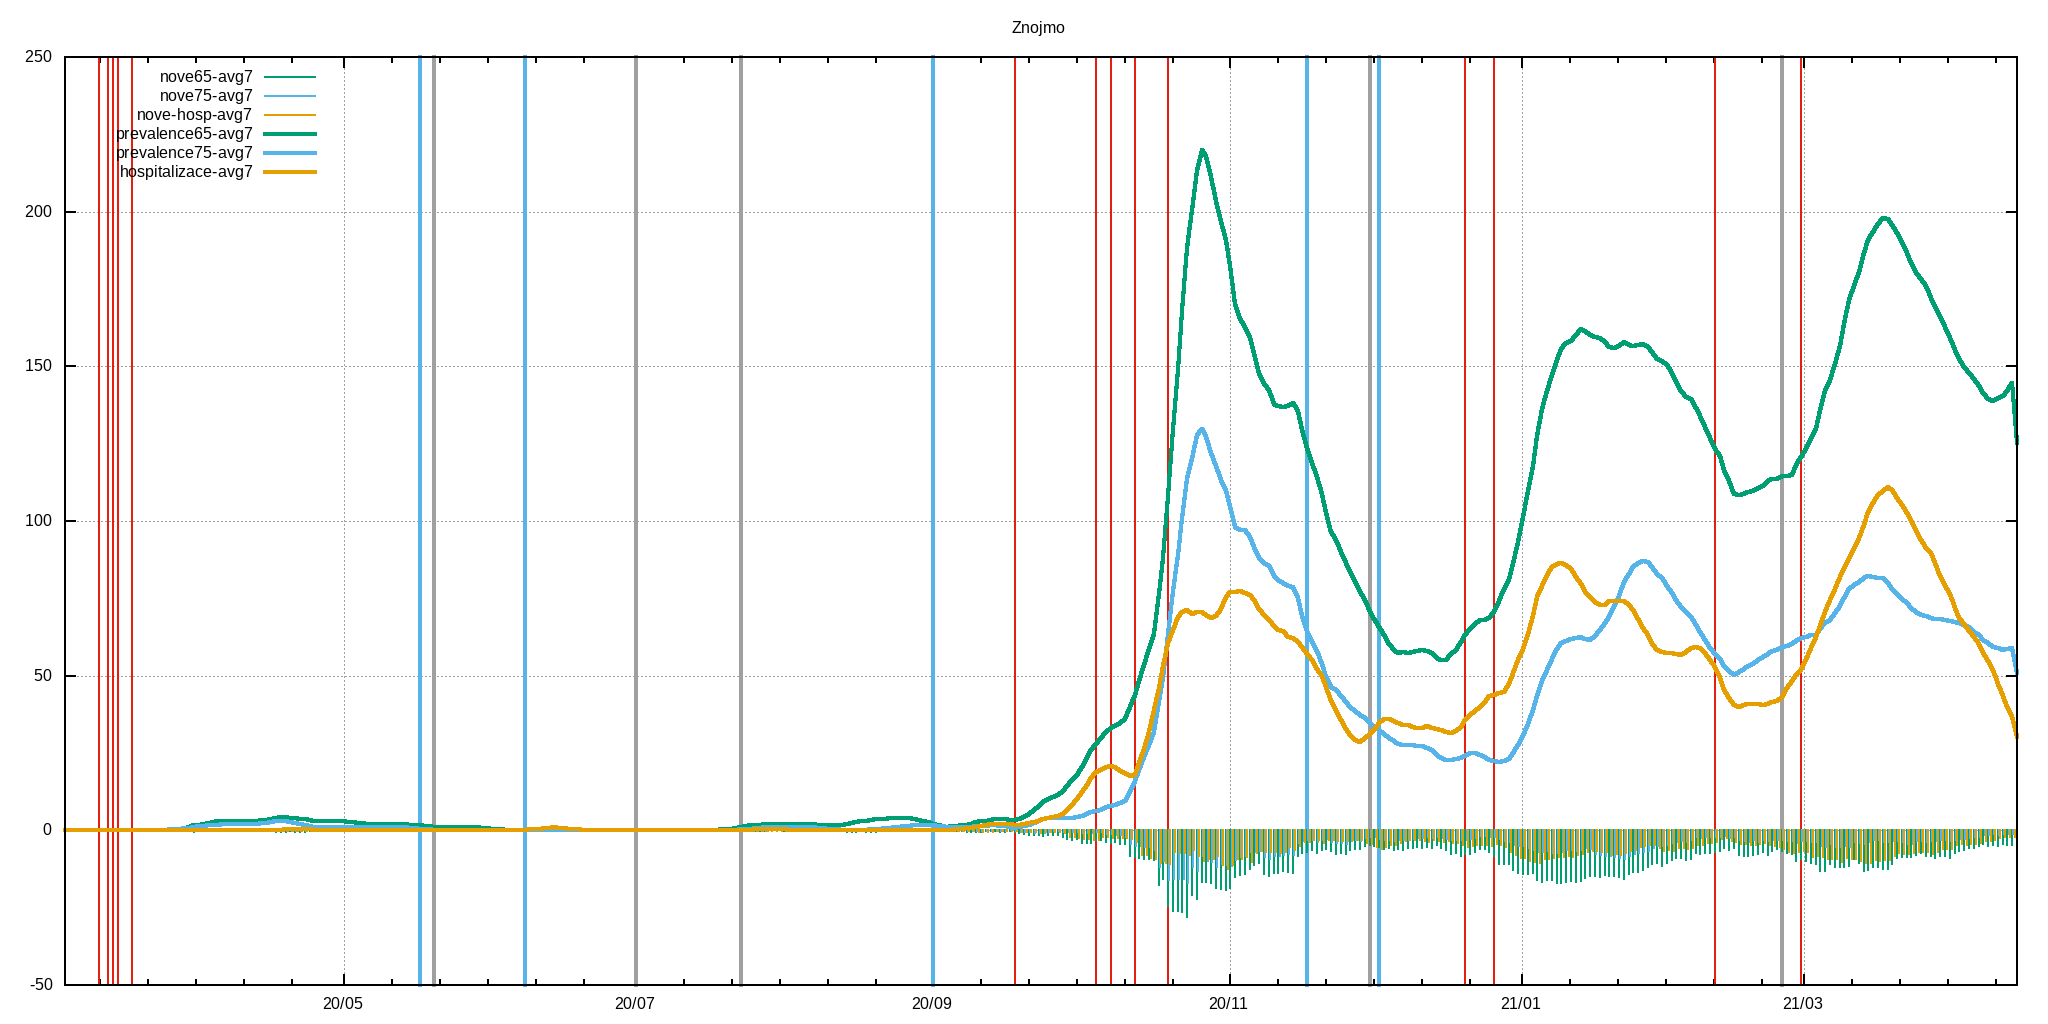 Znojmo
250
200
150
100
50
0
-50
nove65-avg7
nove75-avg7
nove-hosp-avg7
prevalence65-avg7
prevalence75-avg7
hospitalizace-avg7
20/05
20/07
20/09
20/11
21/01
21/03